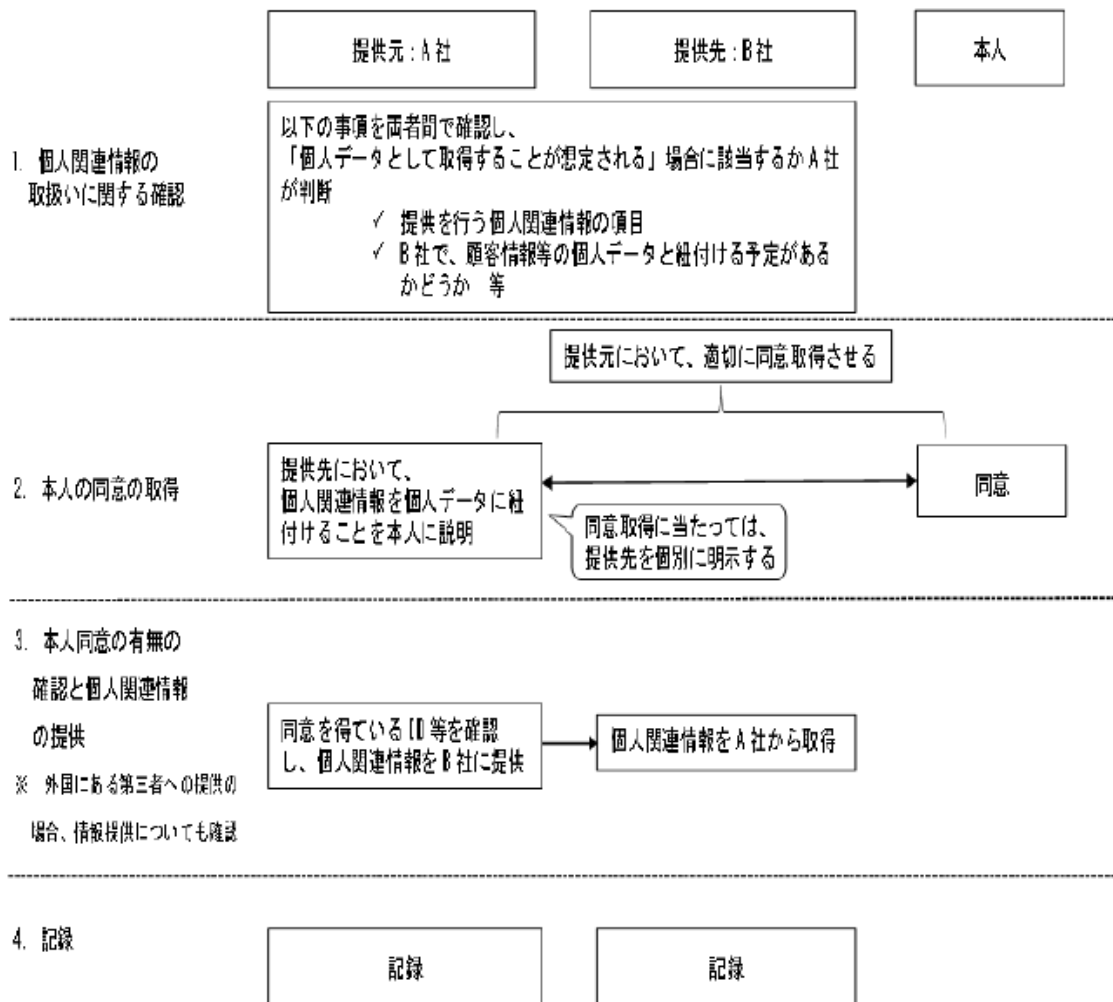 提供元：A社
提供先：B社
本人
1. 個人関連情報の
取扱いに関する確認
以下の事項を両者間で確認し、
「個人データとして取得することが想定される」場合に該当するかA社
が判断
✓ 提供を行う個人関連情報の項目
✓ B社で、顧客情報等の個人データと紐付ける予定がある
かどうか 等
提供元において、適切に同意取得させる
2. 本人の同意の取得
提供先において、
個人関連情報を個人データに紐
付けることを本人に説明
同意
同意取得に当たっては、
提供先を個別に明示する
3. 本人同意の有無の
確認と個人関連情報
の提供
※ 外国にある第三者への提供の
場合、情報提供についても確認
同意を得ているID等を確認
し、個人関連情報をB社に提供
個人関連情報をA社から取得
4. 記録
記録
記録